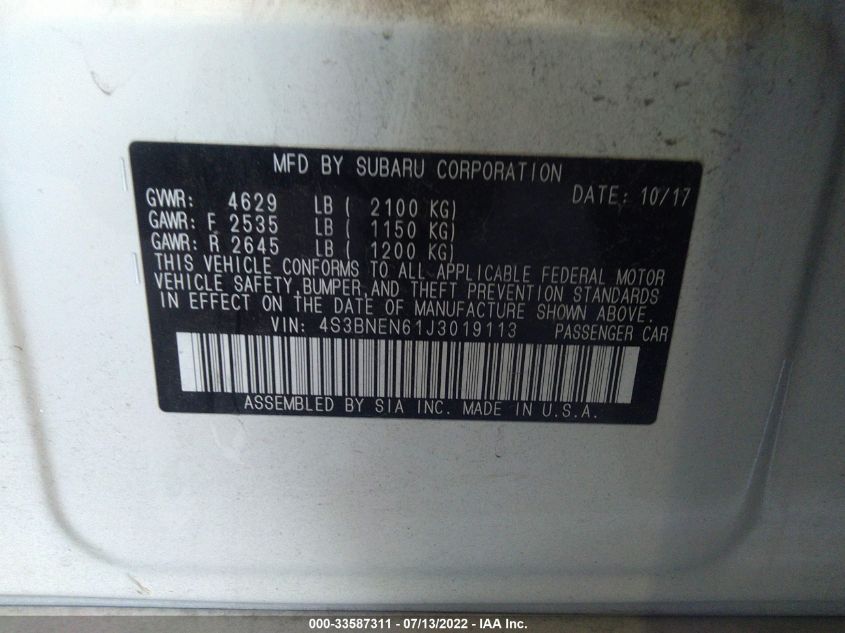 MFD BY SUBARU CORPORATION
DATE: 10/17
GVWR: 4629 LB ( 2100 KG)
GAWR: F 2535 LB ( 1150 KG)
GAWR: R 2645 LB ( 1200 KG)
THIS VEHICLE CONFORMS TO ALL APPLICABLE FEDERAL MOTOR
VEHICLE SAFETY, BUMPER, AND THEFT PREVENTION STANDARDS
IN EFFECT ON THE DATE OF MANUFACTURE SHOWN ABOVE.
VIN: 4S3BNEN61J3019113 PASSENGER CAR
ASSEMBLED BY SIA INC. MADE IN U.S.A.
000-33587311 - 07/13/2022 - IAA Inc.